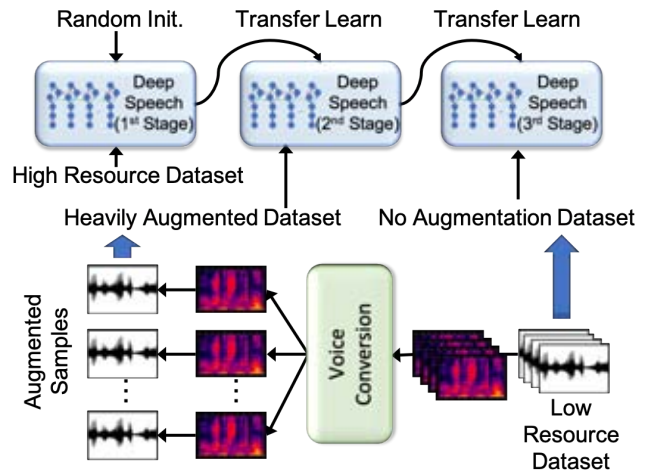 Random Init.
Transfer Learn
Transfer Learn
Deep
Speech
(1st Stage)
Deep
Speech
(2nd Stage)
Deep
Speech
(3rd Stage)
High Resource Dataset
Heavily Augmented Dataset
No Augmentation Dataset
Augmented
Samples
Voice
Conversion
Low
Resource
Dataset